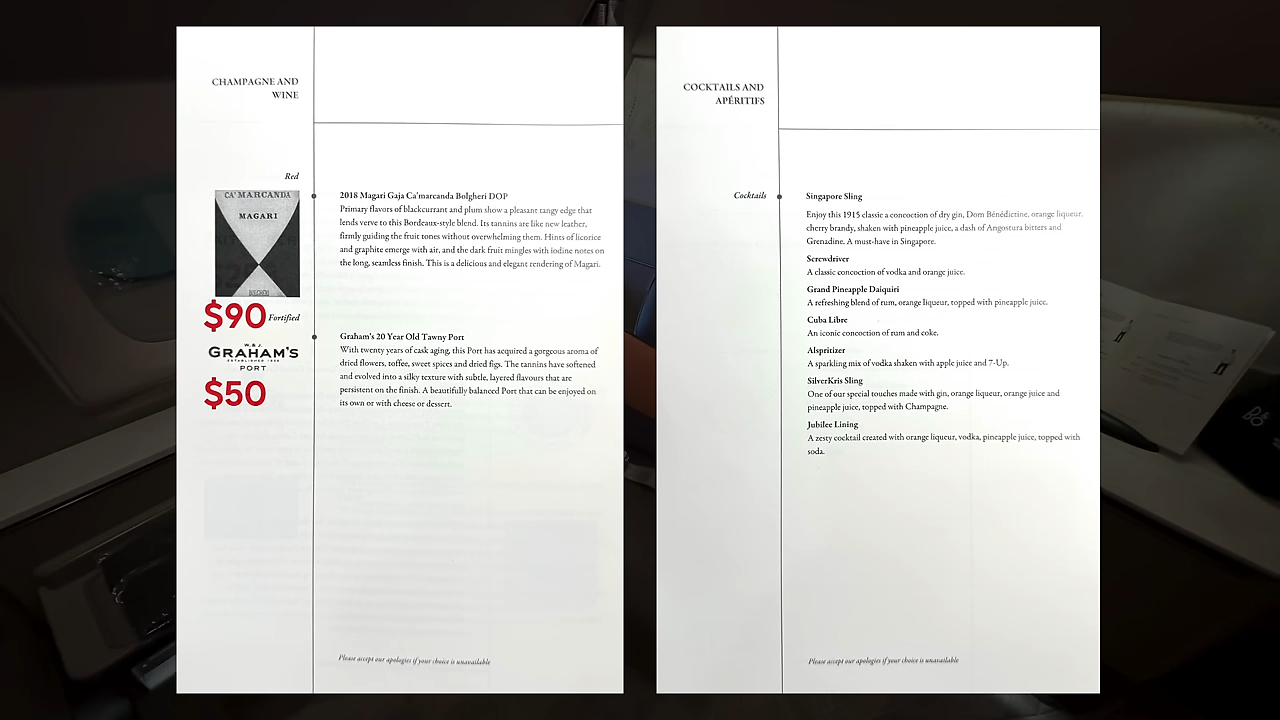 CHAMPAGNE AND
WINE
Red
CA' MARCANDA
MAGARI
$90
Fortified
W.& J.
GRAHAM'S
ESTABLISHED 1820
PORT
$50
2018 Magari Gaja Ca'marcanda Bolgheri DOP
Primary flavors of blackcurrant and plum show a pleasant tangy edge that
lends verve to this Bordeaux-style blend. Its tannins are like new leather,
firmly guiding the fruit tones without overwhelming them. Hints of licorice
and graphite emerge with air, and the dark fruit mingles with iodine notes on
the long, seamless finish. This is a delicious and elegant rendering of Magari.
Graham's 20 Year Old Tawny Port
With twenty years of cask aging, this Port has acquired a gorgeous aroma of
dried flowers, toffee, sweet spices and dried figs. The tannins have softened
and evolved into a silky texture with subtle, layered flavours that are
persistent on the finish. A beautifully balanced Port that can be enjoyed on
its own or with cheese or dessert.
Please accept our apologies if your choice is unavailable
COCKTAILS AND
APÉRITIFS
Cocktails
Singapore Sling
Enjoy this 1915 classic a concoction of dry gin, Dom Bénédictine, orange liqueur,
cherry brandy, shaken with pineapple juice, a dash of Angostura bitters and
Grenadine. A must-have in Singapore.
Screwdriver
A classic concoction of vodka and orange juice.
Grand Pineapple Daiquiri
A refreshing blend of rum, orange liqueur, topped with pineapple juice.
Cuba Libre
An iconic concoction of rum and coke.
Alspritizer
A sparkling mix of vodka shaken with apple juice and 7-Up.
SilverKris Sling
One of our special touches made with gin, orange liqueur, orange juice and
pineapple juice, topped with Champagne.
Jubilee Lining
A zesty cocktail created with orange liqueur, vodka, pineapple juice, topped with
soda.
Please accept our apologies if your choice is unavailable
B&O